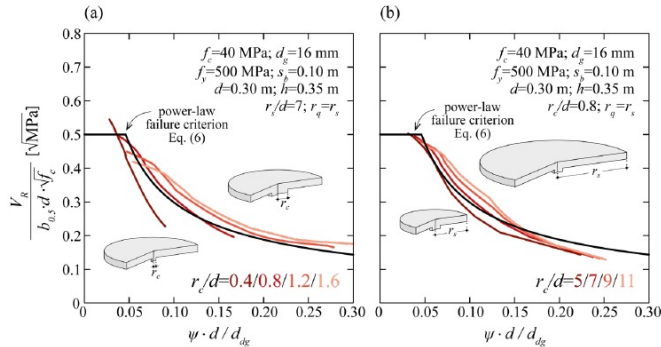 (a)
f_c=40 MPa; d_g=16 mm
f_y=500 MPa; s_b=0.10 m
d=0.30 m; h=0.35 m
r_s/d=7; r_q=r_s
power-law
failure criterion
Eq. (6)
r_c
r_c
r_c/d=0.4/0.8/1.2/1.6
V_R
b_{0.5}·d·√f_c
[√MPa]
0.8
0.7
0.6
0.5
0.4
0.3
0.2
0.1
0
0 0.05 0.10 0.15 0.20 0.25 0.30
ψ·d/d_{dg}
(b)
f_c=40 MPa; d_g=16 mm
f_y=500 MPa; s_b=0.10 m
d=0.30 m; h=0.35 m
r_c/d=0.8; r_q=r_s
power-law
failure criterion
Eq. (6)
r_s
r_s
r_c/d=5/7/9/11
0 0.05 0.10 0.15 0.20 0.25 0.30
ψ·d/d_{dg}